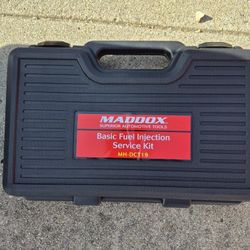 MADDOX
SUPERIOR AUTOMOTIVE TOOLS
Basic Fuel Injection
Service Kit
MH-DCT18